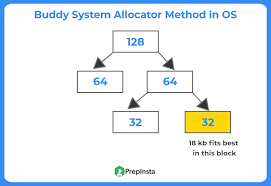 Buddy System Allocator Method in OS
128
64 64
32 32
18 kb fits best
in this block
PrepInsta